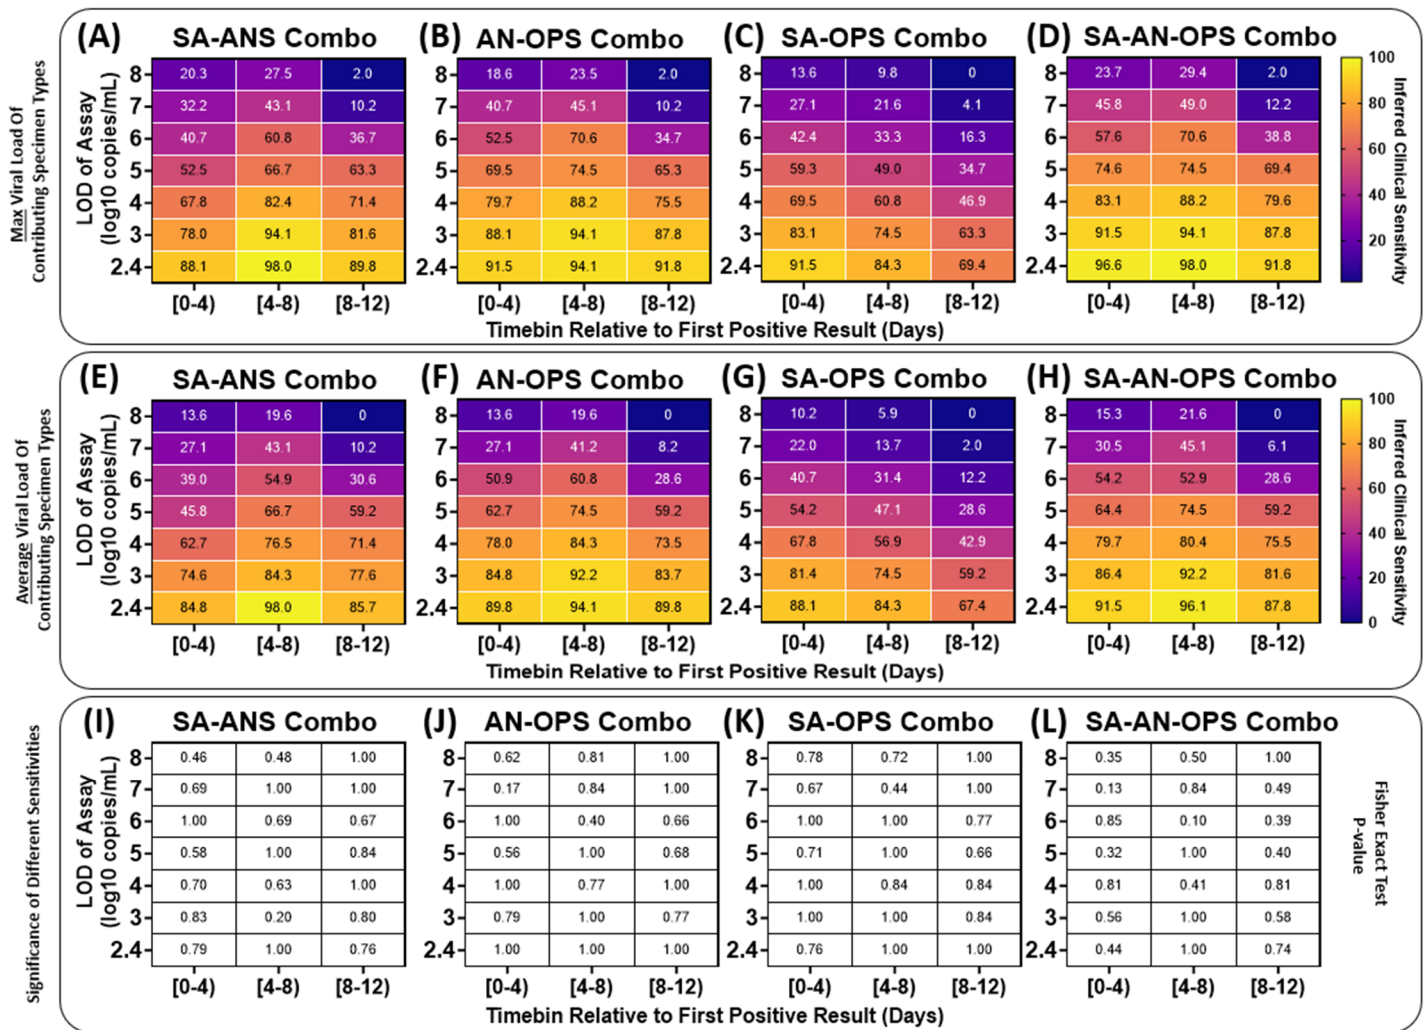 (A) SA-ANS Combo (B) AN-OPS Combo (C) SA-OPS Combo (D) SA-AN-OPS Combo
Max Viral Load Of
Contributing Specimen Types
LOD of Assay
(log10 copies/mL)
8 20.3 27.5 2.0 8 18.6 23.5 2.0 8 13.6 9.8 0 8 23.7 29.4 2.0
7 32.2 43.1 10.2 7 40.7 45.1 10.2 7 27.1 21.6 4.1 7 45.8 49.0 12.2
6 40.7 60.8 36.7 6 52.5 70.6 34.7 6 42.4 33.3 16.3 6 57.6 70.6 38.8
5 52.5 66.7 63.3 5 69.5 74.5 65.3 5 59.3 49.0 34.7 5 74.6 74.5 69.4
4 67.8 82.4 71.4 4 79.7 88.2 75.5 4 69.5 60.8 46.9 4 83.1 88.2 79.6
3 78.0 94.1 81.6 3 88.1 94.1 87.8 3 83.1 74.5 63.3 3 91.5 94.1 87.8
2.4 88.1 98.0 89.8 2.4 91.5 94.1 91.8 2.4 91.5 84.3 69.4 2.4 96.6 98.0 91.8
[0-4) [4-8) [8-12) [0-4) [4-8) [8-12) [0-4) [4-8) [8-12) [0-4) [4-8) [8-12)
Timebin Relative to First Positive Result (Days)
100
80
60
40
20
Inferred Clinical Sensitivity
(E) SA-ANS Combo (F) AN-OPS Combo (G) SA-OPS Combo (H) SA-AN-OPS Combo
Average Viral Load Of
Contributing Specimen Types
LOD of Assay
(log10 copies/mL)
8 13.6 19.6 0 8 13.6 19.6 0 8 10.2 5.9 0 8 15.3 21.6 0
7 27.1 43.1 10.2 7 27.1 41.2 8.2 7 22.0 13.7 2.0 7 30.5 45.1 6.1
6 39.0 54.9 30.6 6 50.9 60.8 28.6 6 40.7 31.4 12.2 6 54.2 52.9 28.6
5 45.8 66.7 59.2 5 62.7 74.5 59.2 5 54.2 47.1 28.6 5 64.4 74.5 59.2
4 62.7 76.5 71.4 4 78.0 84.3 73.5 4 67.8 56.9 42.9 4 79.7 80.4 75.5
3 74.6 84.3 77.6 3 84.8 92.2 83.7 3 81.4 74.5 59.2 3 86.4 92.2 81.6
2.4 84.8 98.0 85.7 2.4 89.8 94.1 89.8 2.4 88.1 84.3 67.4 2.4 91.5 96.1 87.8
[0-4) [4-8) [8-12) [0-4) [4-8) [8-12) [0-4) [4-8) [8-12) [0-4) [4-8) [8-12)
Timebin Relative to First Positive Result (Days)
100
80
60
40
20
0
Inferred Clinical Sensitivity
(I) SA-ANS Combo (J) AN-OPS Combo (K) SA-OPS Combo (L) SA-AN-OPS Combo
Significance of Different Sensitivities
LOD of Assay
(log10 copies/mL)
8 0.46 0.48 1.00 8 0.62 0.81 1.00 8 0.78 0.72 1.00 8 0.35 0.50 1.00
7 0.69 1.00 1.00 7 0.17 0.84 1.00 7 0.67 0.44 1.00 7 0.13 0.84 0.49
6 1.00 0.69 0.67 6 1.00 0.40 0.66 6 1.00 1.00 0.77 6 0.85 0.10 0.39
5 0.58 1.00 0.84 5 0.56 1.00 0.68 5 0.71 1.00 0.66 5 0.32 1.00 0.40
4 0.70 0.63 1.00 4 1.00 0.77 1.00 4 1.00 0.84 0.84 4 0.81 0.41 0.81
3 0.83 0.20 0.80 3 0.79 1.00 0.77 3 1.00 1.00 0.84 3 0.56 1.00 0.58
2.4 0.79 1.00 0.76 2.4 1.00 1.00 1.00 2.4 0.76 1.00 1.00 2.4 0.44 1.00 0.74
[0-4) [4-8) [8-12) [0-4) [4-8) [8-12) [0-4) [4-8) [8-12) [0-4) [4-8) [8-12)
Timebin Relative to First Positive Result (Days)
Fisher Exact Test
P-value